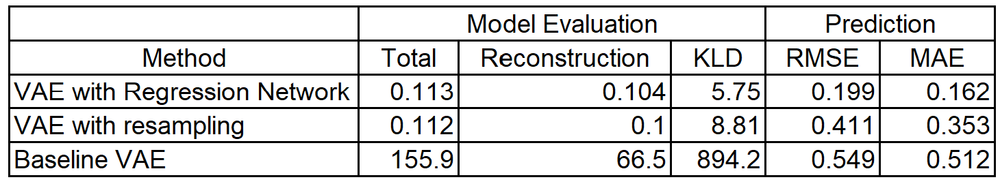 Model Evaluation Prediction
Method Total Reconstruction KLD RMSE MAE
VAE with Regression Network 0.113 0.104 5.75 0.199 0.162
VAE with resampling 0.112 0.1 8.81 0.411 0.353
Baseline VAE 155.9 66.5 894.2 0.549 0.512